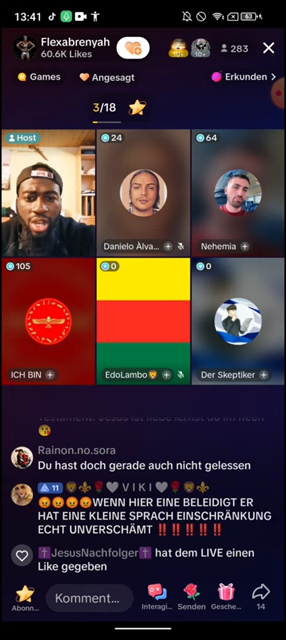 13:41
Flexabrenyah
60.6K Likes
283
Games
Angesagt
Erkunden
3/18
Host
24
Danielo Àlva...
64
Nehemia
105
ICH BIN
0
EdoLambo
0
Der Skeptiker
Rainon.no.sora
Du hast doch gerade auch nicht gelessen
11 VIKI
WENN HIER EINE BELEIDIGT ER
HAT EINE KLEINE SPRACH EINSCHRÄNKUNG
ECHT UNVERSCHÄMT !! !! !! !! !!
JesusNachfolger hat dem LIVE einen
Like gegeben
Abonn...
Komment...
Interagi...
Senden
Gesche...
14